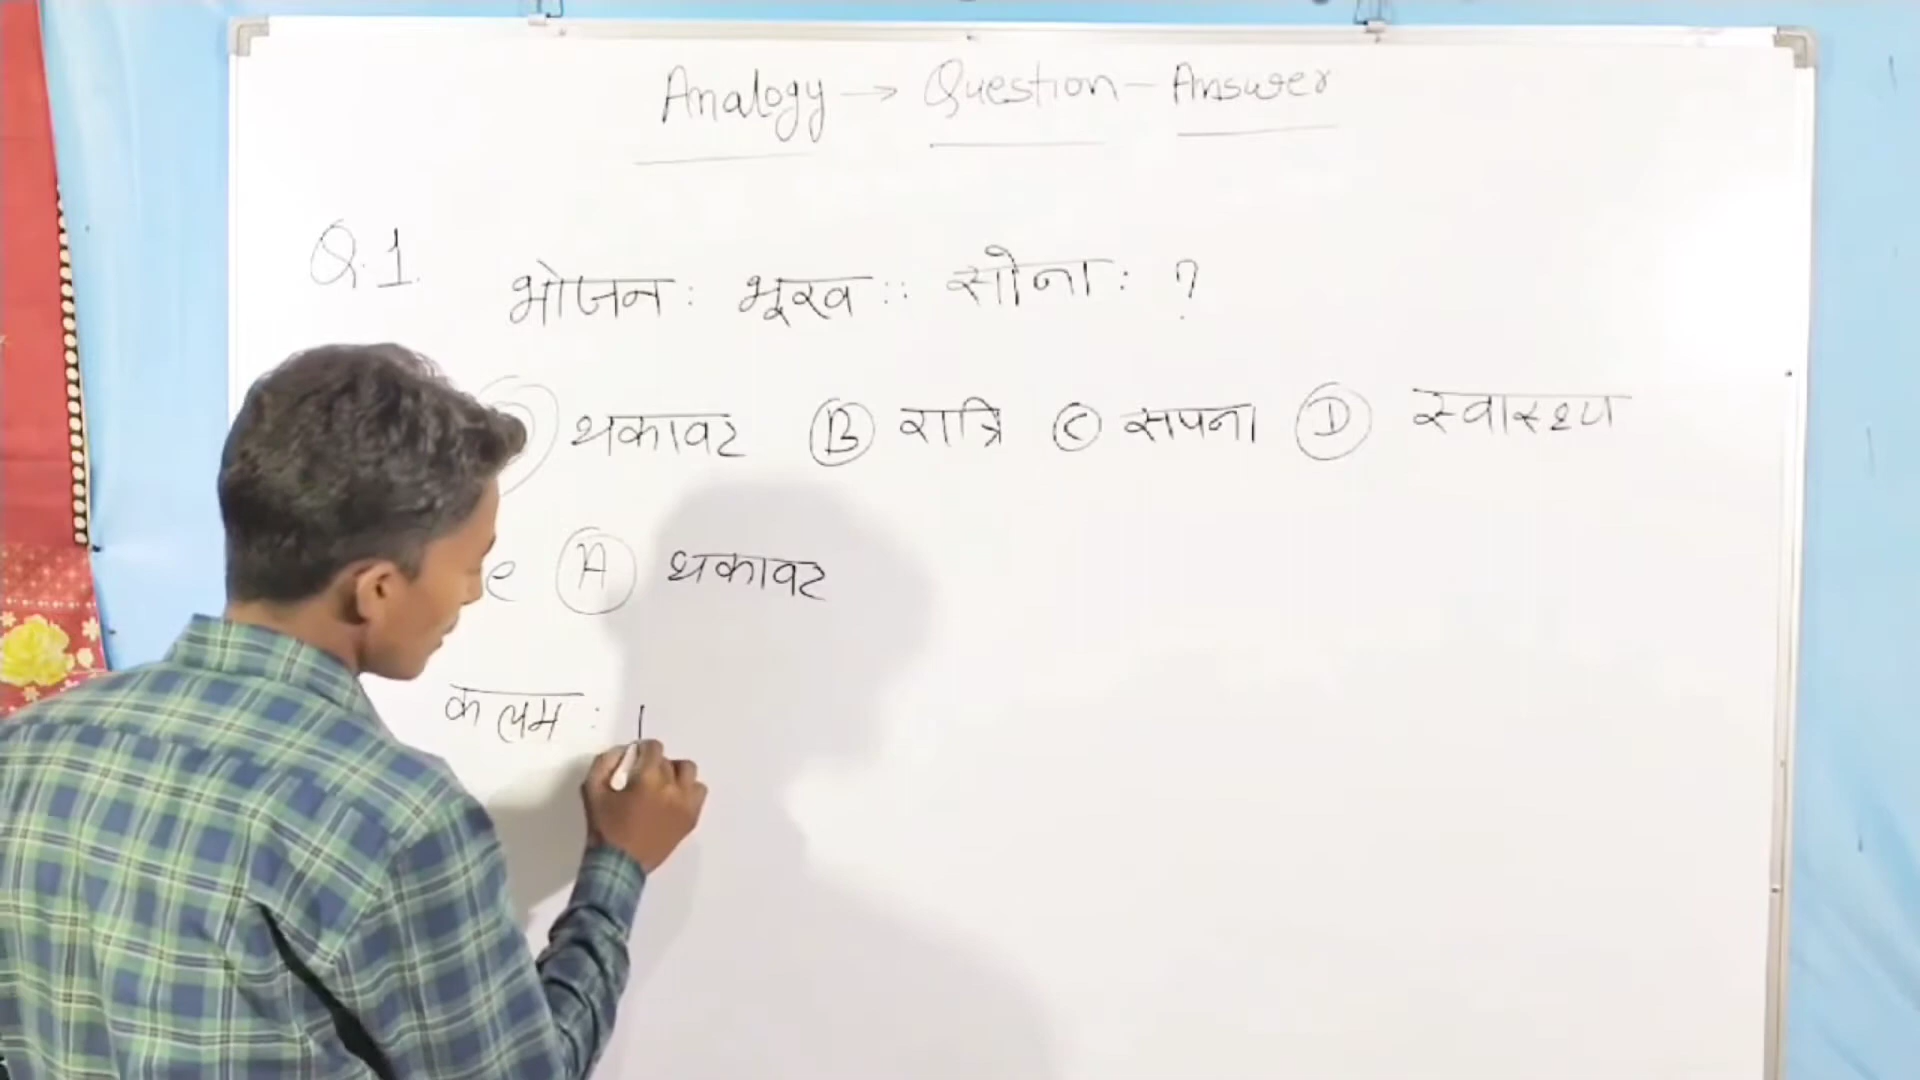 Analogy → Question - Answer
Q.1. भोजन : भूख :: सोना : ?
थकावट (B) रात्रि (C) सपना (D) स्वास्थ्य
(A) थकावट
कलम :